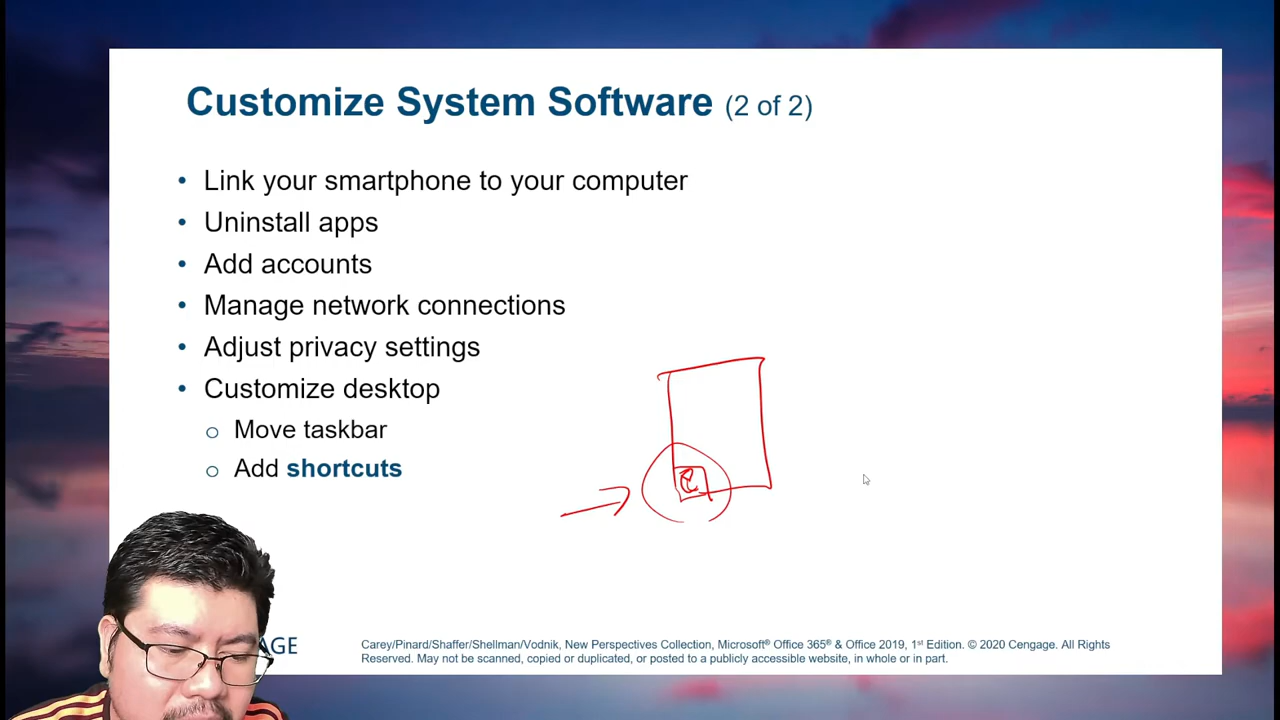 Customize System Software (2 of 2)
• Link your smartphone to your computer
• Uninstall apps
• Add accounts
• Manage network connections
• Adjust privacy settings
• Customize desktop
o Move taskbar
o Add shortcuts
e
AGE
Carey/Pinard/Shaffer/Shellman/Vodnik, New Perspectives Collection, Microsoft® Office 365® & Office 2019, 1st Edition. © 2020 Cengage. All Rights
Reserved. May not be scanned, copied or duplicated, or posted to a publicly accessible website, in whole or in part.